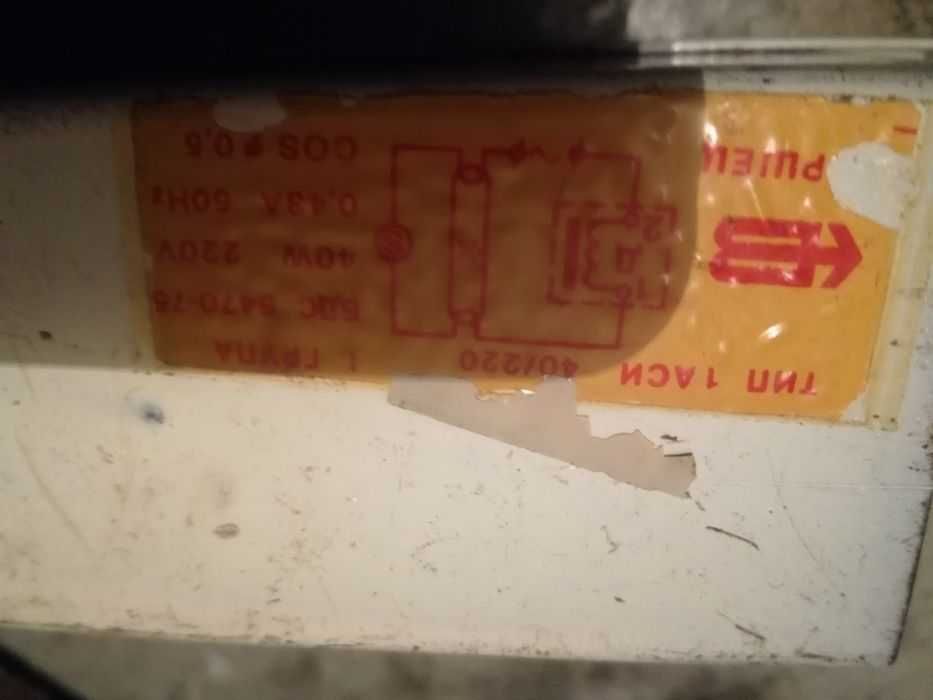 ТИП 1АСИ 40/220 I ГРУПА
БДС 5470-75
40W 220V
0,43A 50Hz
COS φ 0,5